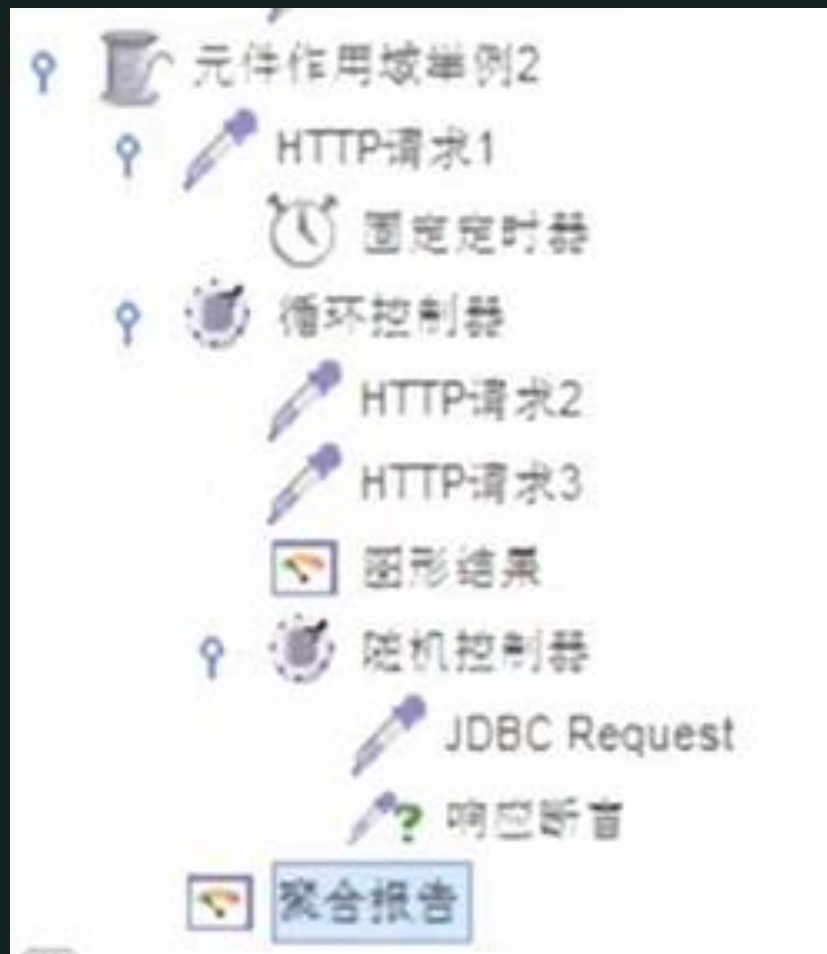 元件作用域举例2
HTTP请求1
固定定时器
循环控制器
HTTP请求2
HTTP请求3
图形结果
随机控制器
JDBC Request
响应断言
聚合报告